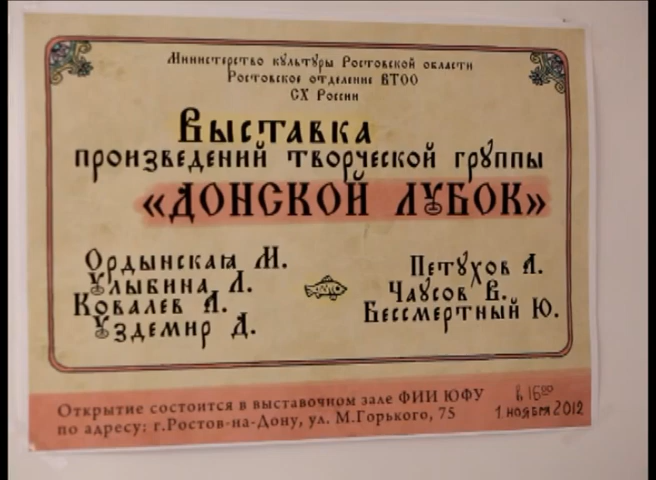 Министерство культуры Ростовской области
Ростовское отделение ВТОО
СХ России
Выставка
произведений творческой группы
«ДОНСКОЙ ЛУБОК»
Ордынская М.
Улыбина Л.
Ковалев А.
Уздемир Д.
Петухов А.
Чаусов В.
Бессмертный Ю.
Открытие состоится в выставочном зале ФИИ ЮФУ
по адресу: г.Ростов-на-Дону, ул. М.Горького, 75
в 16⁰⁰
1 ноября 2012